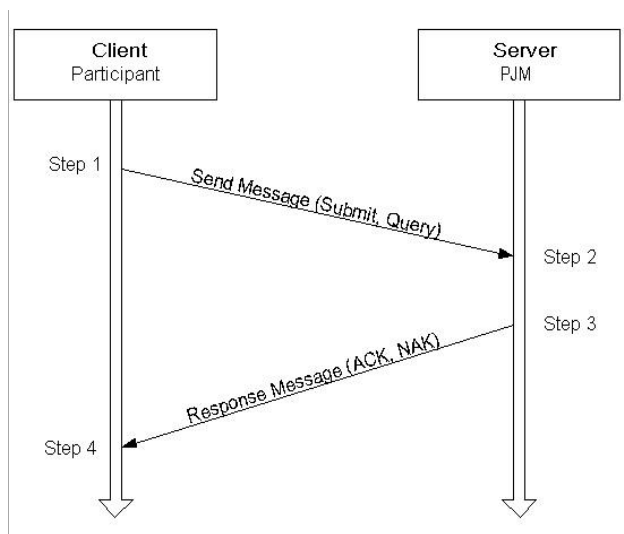 Client
Participant
Server
PJM
Step 1
Send Message (Submit, Query)
Step 2
Step 3
Response Message (ACK, NAK)
Step 4